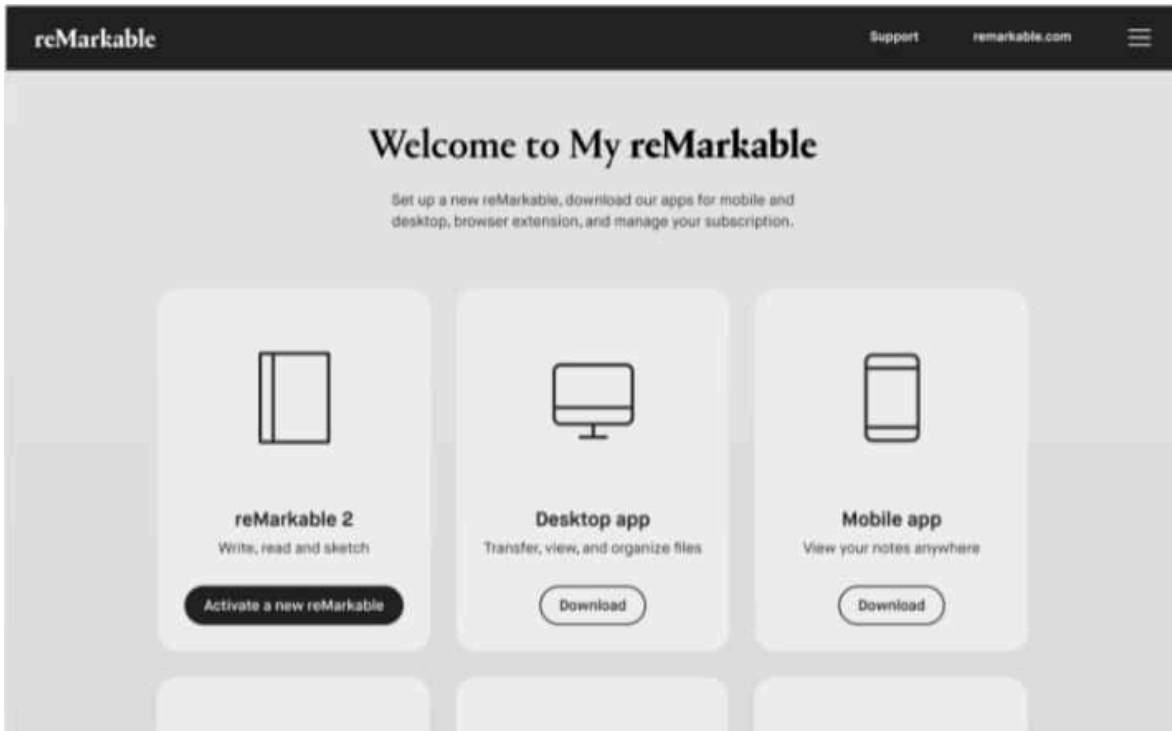 reMarkable
Support
remarkable.com
Welcome to My reMarkable
Set up a new reMarkable, download our apps for mobile and
desktop, browser extension, and manage your subscription.
reMarkable 2
Write, read and sketch
Activate a new reMarkable
Desktop app
Transfer, view, and organize files
Download
Mobile app
View your notes anywhere
Download